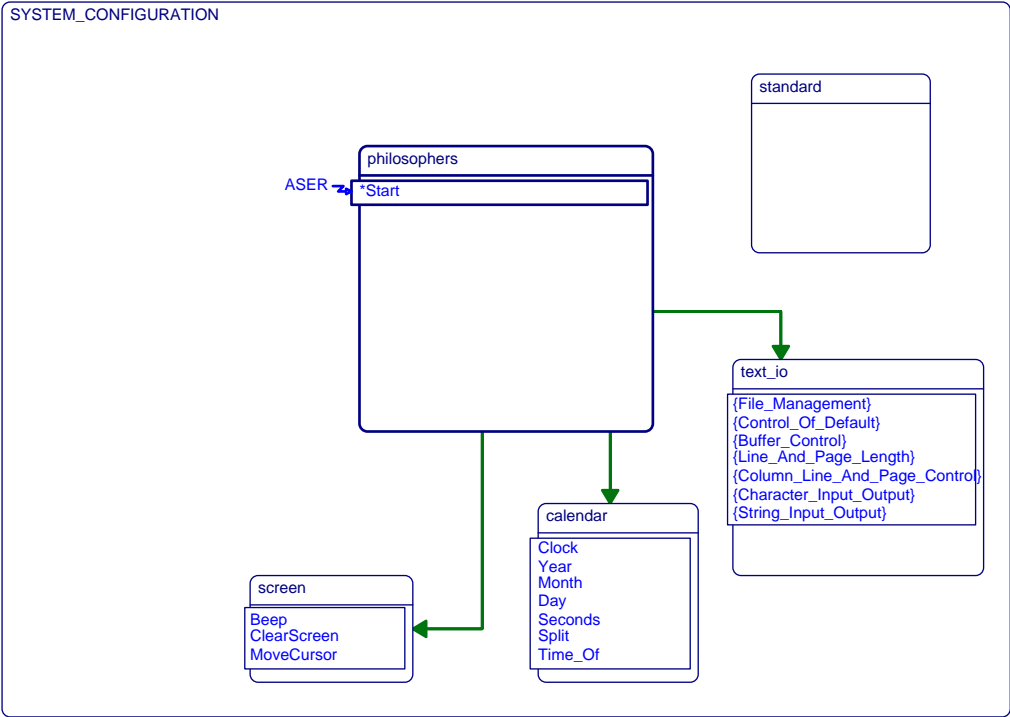 SYSTEM_CONFIGURATION
standard
philosophers
ASER
*Start
text_io
{File_Management}
{Control_Of_Default}
{Buffer_Control}
{Line_And_Page_Length}
{Column_Line_And_Page_Control}
{Character_Input_Output}
{String_Input_Output}
calendar
Clock
Year
Month
Day
Seconds
Split
Time_Of
screen
Beep
ClearScreen
MoveCursor